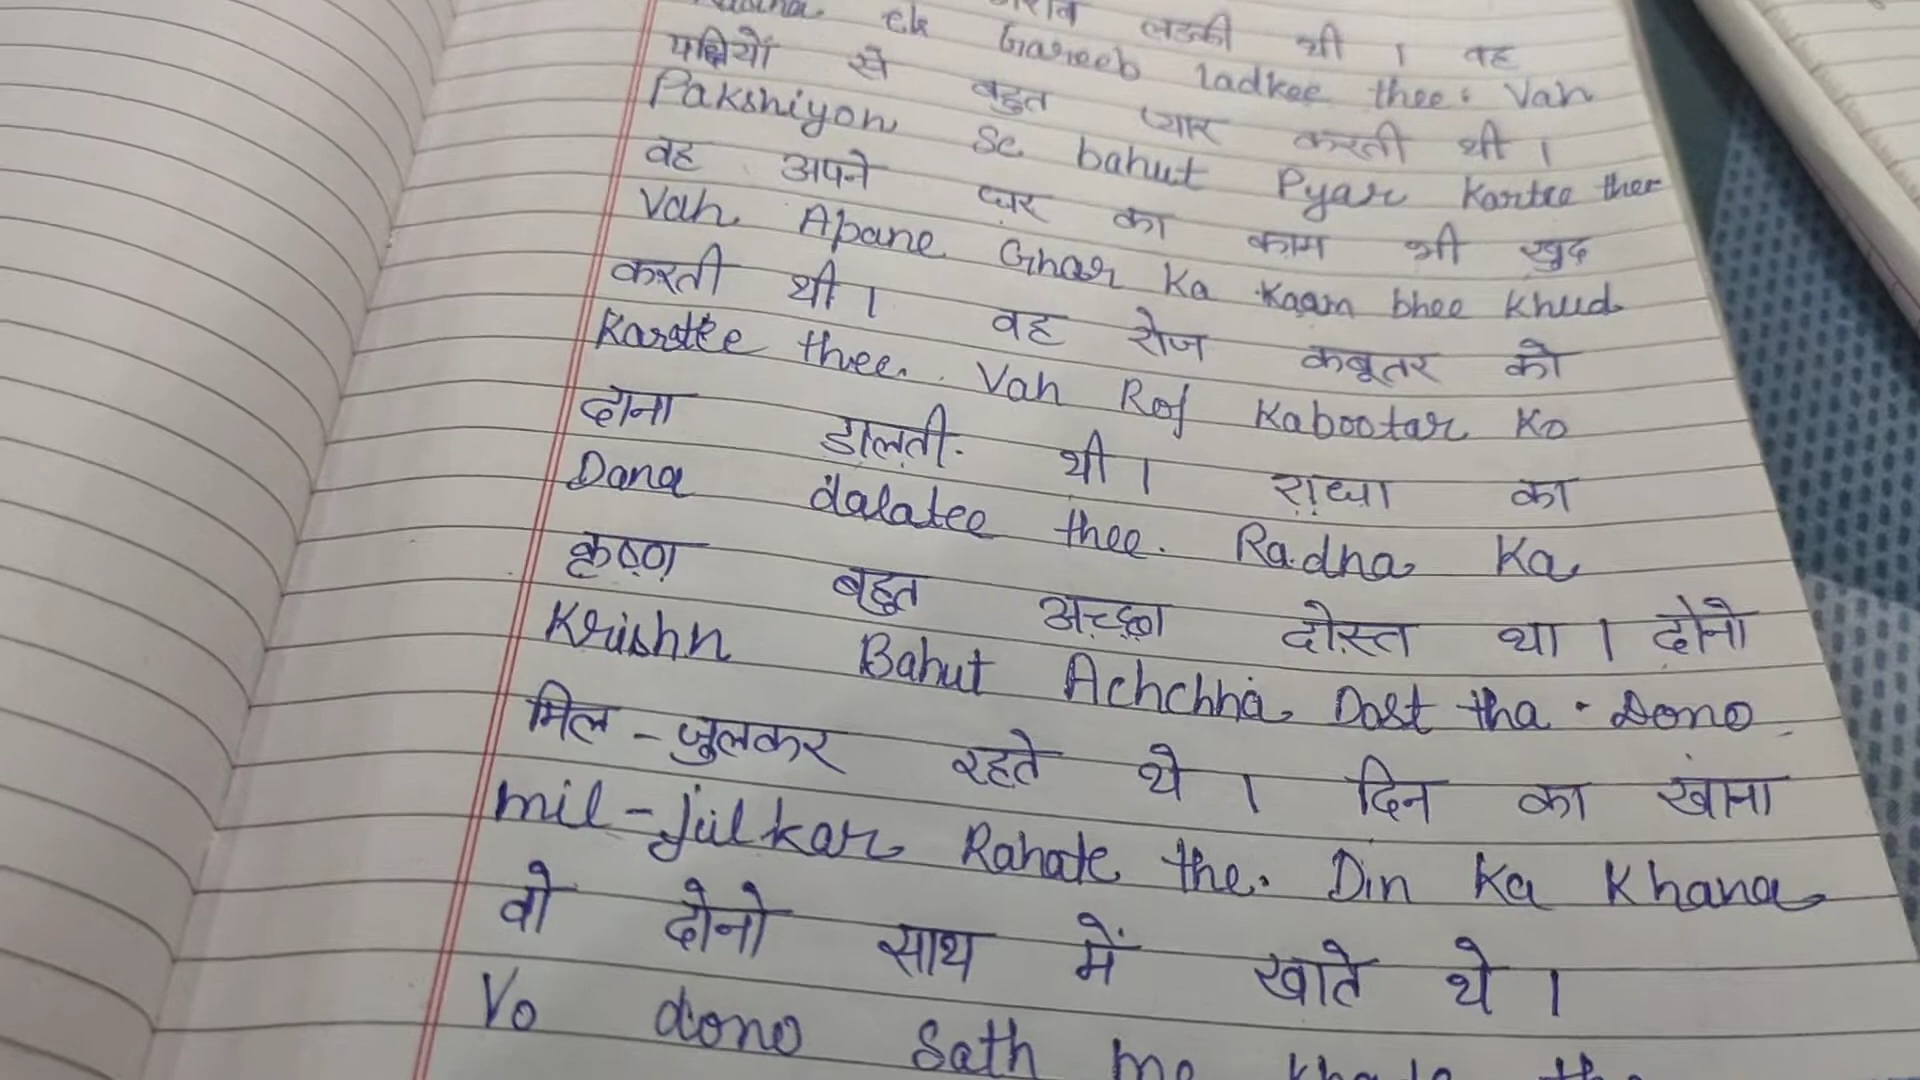 लडकी थी । वह
ek Gareeb ladkee thee. Vah
पक्षियों से बहुत प्यार करती थी ।
Pakshiyon Se bahut Pyar Kartee thee
वह अपने घर का काम भी खुद
Vah Apane Ghar Ka Kaam bhee Khud
करती थी । वह रोज कबूतर को
Karatee thee. Vah Roj Kabootar Ko
दाना डालती थी । राधा का
Dana dalatee thee. Radha Ka
कृष्ण बहुत अच्छा दोस्त था । दोनो
Krishn Bahut Achchha Dost tha. Dono
मिल-जुलकर रहते थे । दिन का खाना
mil-julkar Rahate the. Din Ka Khana
वो दोनो साथ में खाते थे ।
Vo dono Sath